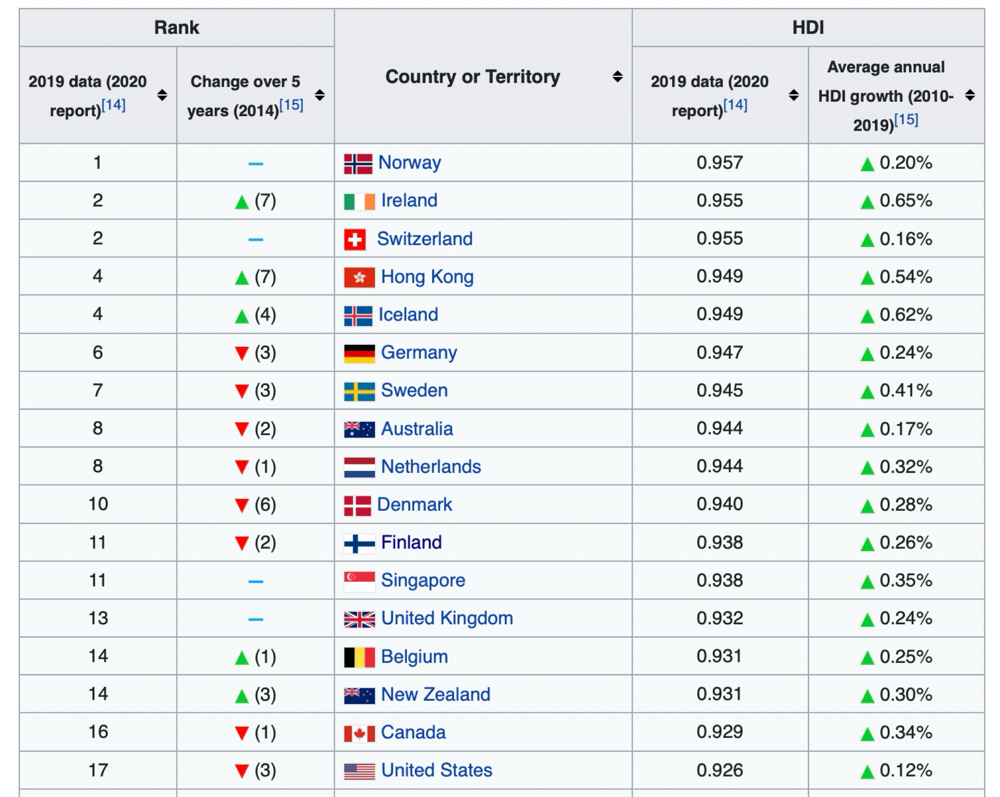 Rank HDI
2019 data (2020 report)[14] Change over 5 years (2014)[15] Country or Territory 2019 data (2020 report)[14] Average annual HDI growth (2010-2019)[15]
1 – Norway 0.957 ▲ 0.20%
2 ▲ (7) Ireland 0.955 ▲ 0.65%
2 – Switzerland 0.955 ▲ 0.16%
4 ▲ (7) Hong Kong 0.949 ▲ 0.54%
4 ▲ (4) Iceland 0.949 ▲ 0.62%
6 ▼ (3) Germany 0.947 ▲ 0.24%
7 ▼ (3) Sweden 0.945 ▲ 0.41%
8 ▼ (2) Australia 0.944 ▲ 0.17%
8 ▼ (1) Netherlands 0.944 ▲ 0.32%
10 ▼ (6) Denmark 0.940 ▲ 0.28%
11 ▼ (2) Finland 0.938 ▲ 0.26%
11 – Singapore 0.938 ▲ 0.35%
13 – United Kingdom 0.932 ▲ 0.24%
14 ▲ (1) Belgium 0.931 ▲ 0.25%
14 ▲ (3) New Zealand 0.931 ▲ 0.30%
16 ▼ (1) Canada 0.929 ▲ 0.34%
17 ▼ (3) United States 0.926 ▲ 0.12%